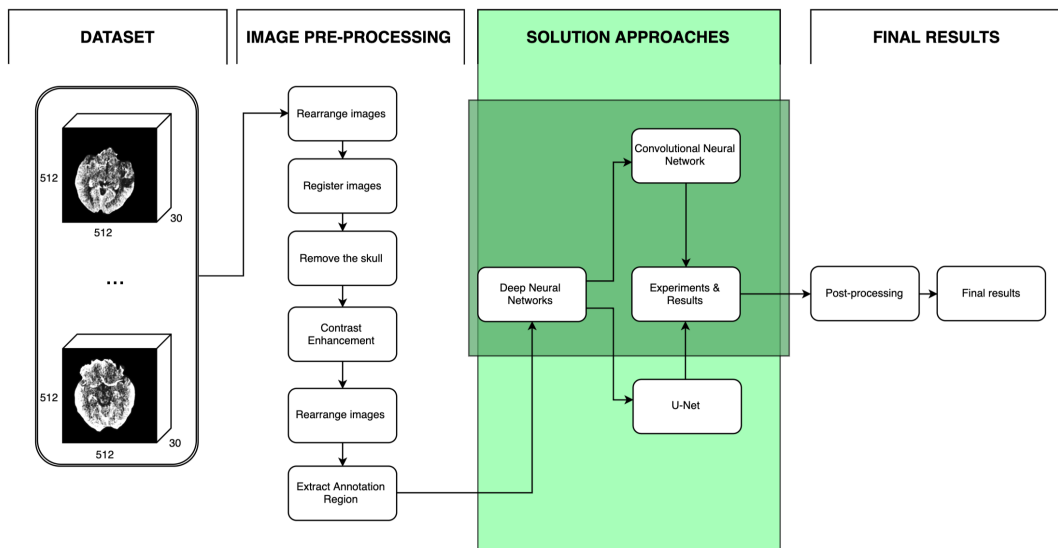 DATASET
IMAGE PRE-PROCESSING
SOLUTION APPROACHES
FINAL RESULTS
512
512
30
...
512
512
30
Rearrange images
Register images
Remove the skull
Contrast
Enhancement
Rearrange images
Extract Annotation
Region
Deep Neural
Networks
Convolutional Neural
Network
Experiments &
Results
U-Net
Post-processing
Final results